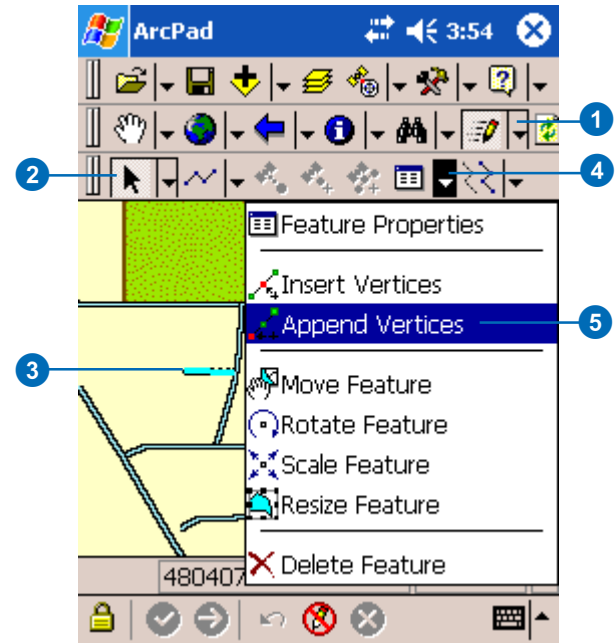 ArcPad 3:54
1
2
4
Feature Properties
Insert Vertices
Append Vertices
5
3
Move Feature
Rotate Feature
Scale Feature
Resize Feature
Delete Feature
480407